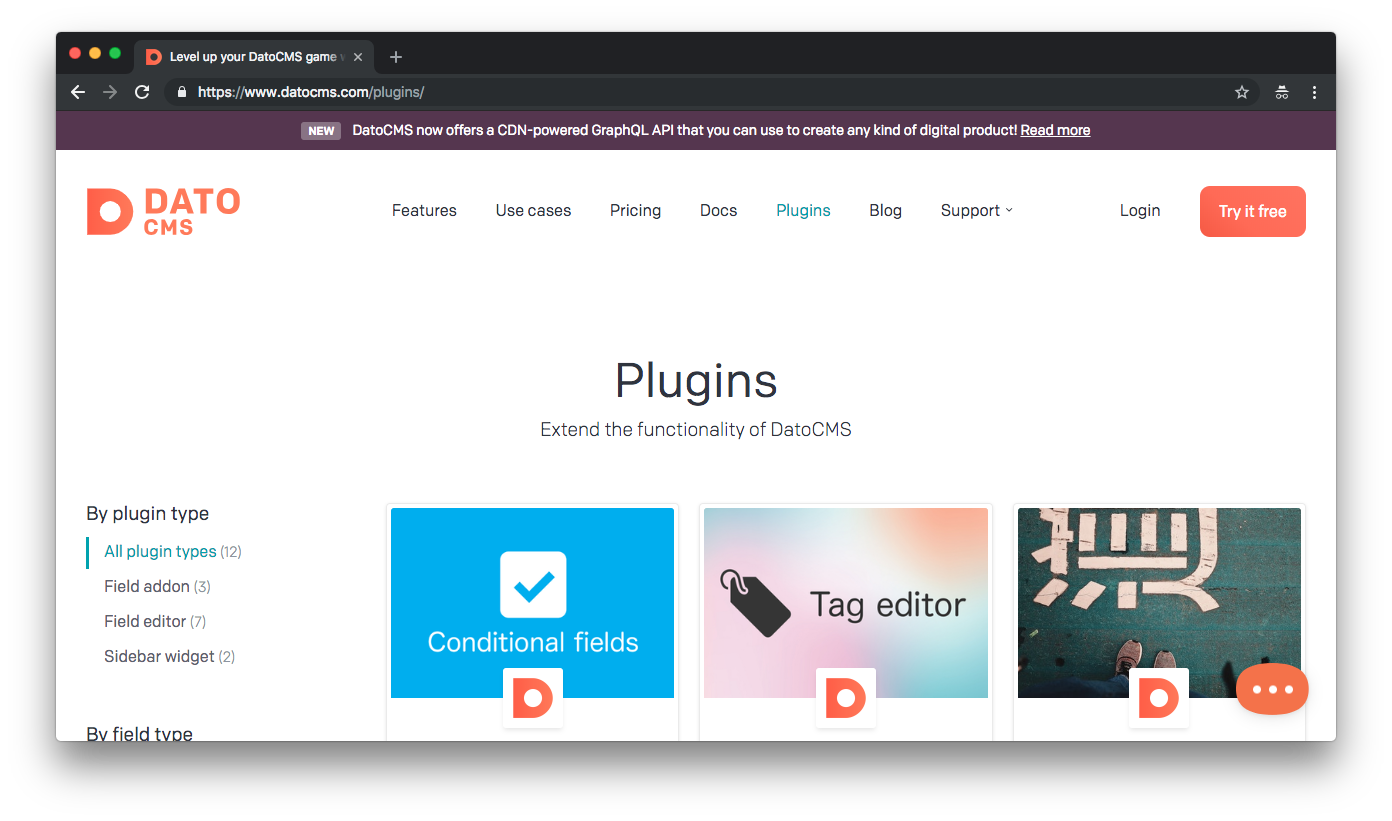 Level up your DatoCMS game
https://www.datocms.com/plugins/
NEW DatoCMS now offers a CDN-powered GraphQL API that you can use to create any kind of digital product! Read more
DATO
CMS
Features Use cases Pricing Docs Plugins Blog Support Login Try it free
Plugins
Extend the functionality of DatoCMS
By plugin type
All plugin types (12)
Field addon (3)
Field editor (7)
Sidebar widget (2)
By field type
Conditional fields
Tag editor